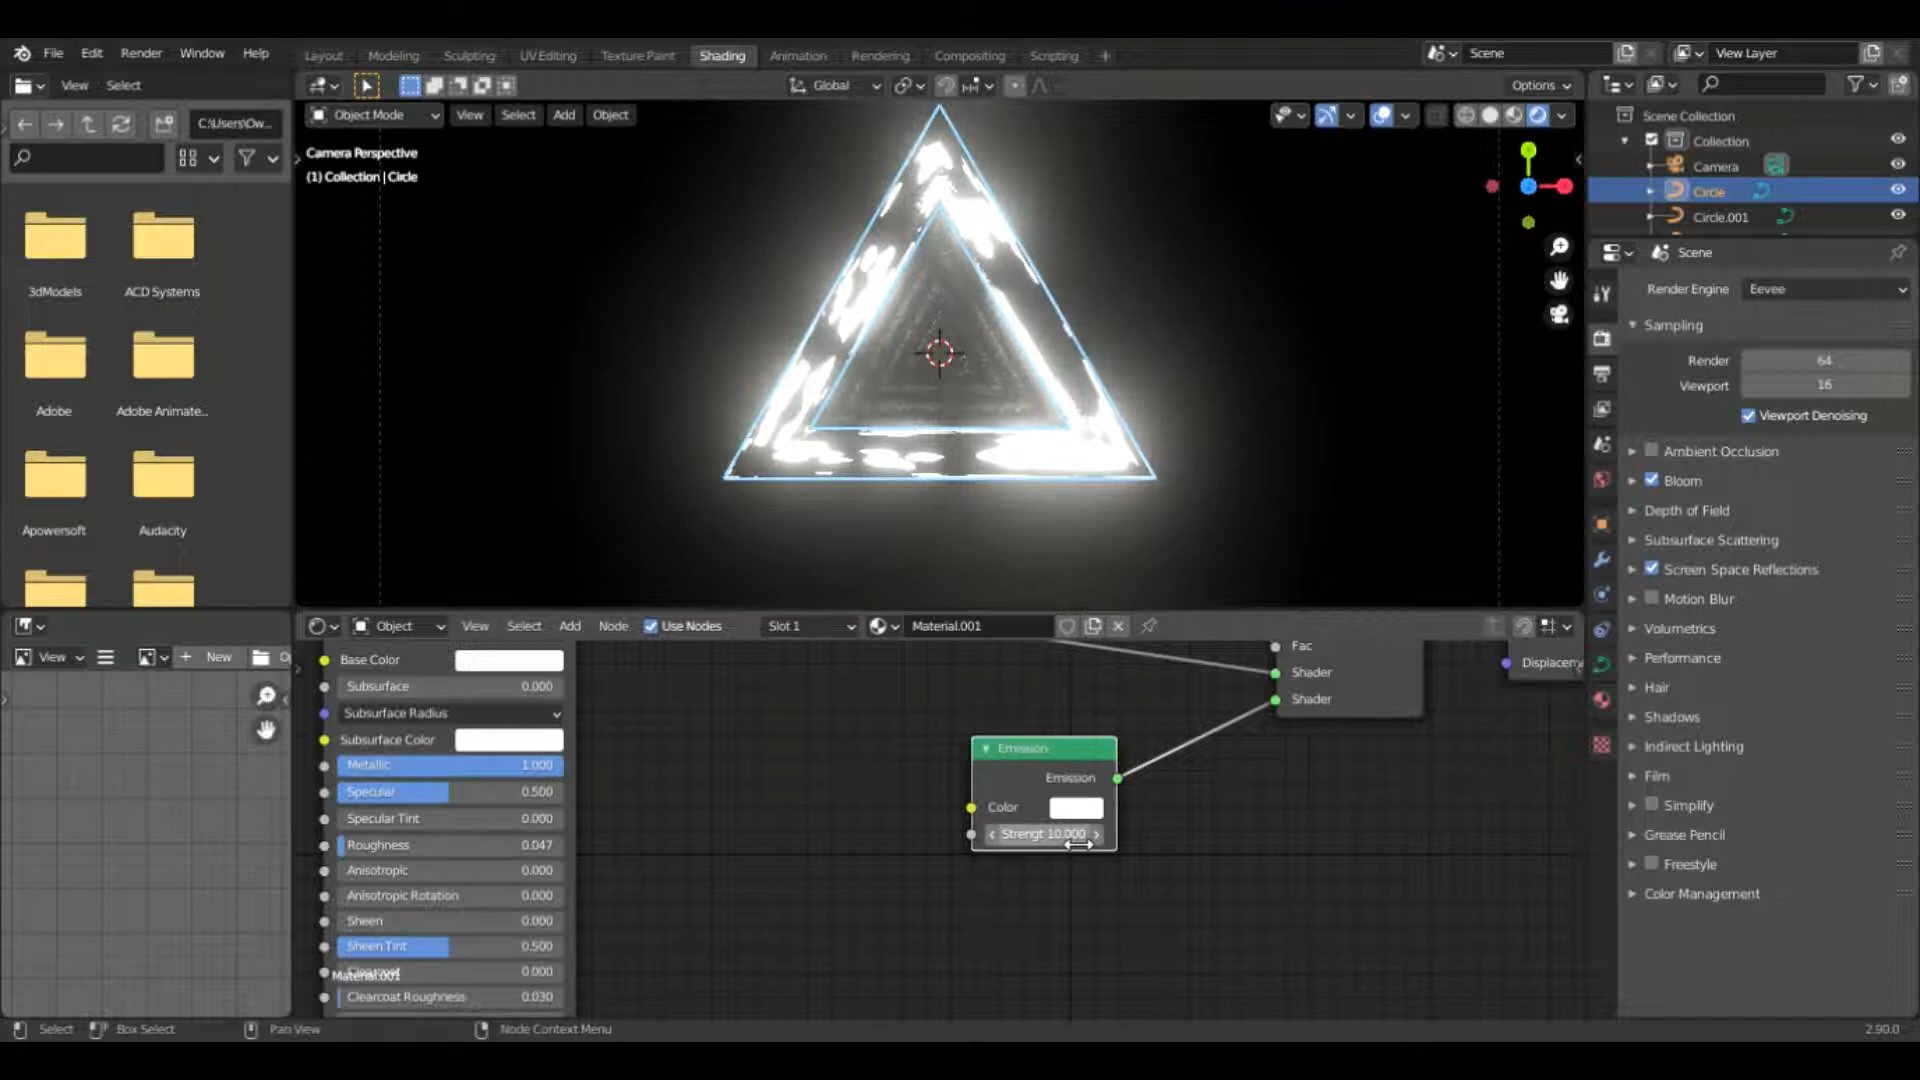 File Edit Render Window Help
Layout Modeling Sculpting UV Editing Texture Paint Shading Animation Rendering Compositing Scripting +
Scene
View Layer
View Select
Global
Options
C:\Users\Ow...
Object Mode View Select Add Object
Camera Perspective
(1) Collection | Circle
3dModels
ACD Systems
Adobe
Adobe Animate...
Apowersoft
Audacity
Scene Collection
Collection
Camera
Circle
Circle.001
Scene
Render Engine Eevee
Sampling
Render 64
Viewport 16
Viewport Denoising
Ambient Occlusion
Bloom
Depth of Field
Subsurface Scattering
Screen Space Reflections
Motion Blur
Volumetrics
Performance
Hair
Shadows
Indirect Lighting
Film
Simplify
Grease Pencil
Freestyle
Color Management
View
New
Object View Select Add Node Use Nodes Slot 1 Material.001
Base Color
Subsurface 0.000
Subsurface Radius
Subsurface Color
Metallic 1.000
Specular 0.500
Specular Tint 0.000
Roughness 0.047
Anisotropic 0.000
Anisotropic Rotation 0.000
Sheen 0.000
Sheen Tint 0.500
Clearcoat 0.000
Material.001
Clearcoat Roughness 0.030
Emission
Emission
Color
Strengt 10.000
Fac
Shader
Shader
Displacem
Select Box Select Pan View Node Context Menu
2.90.0